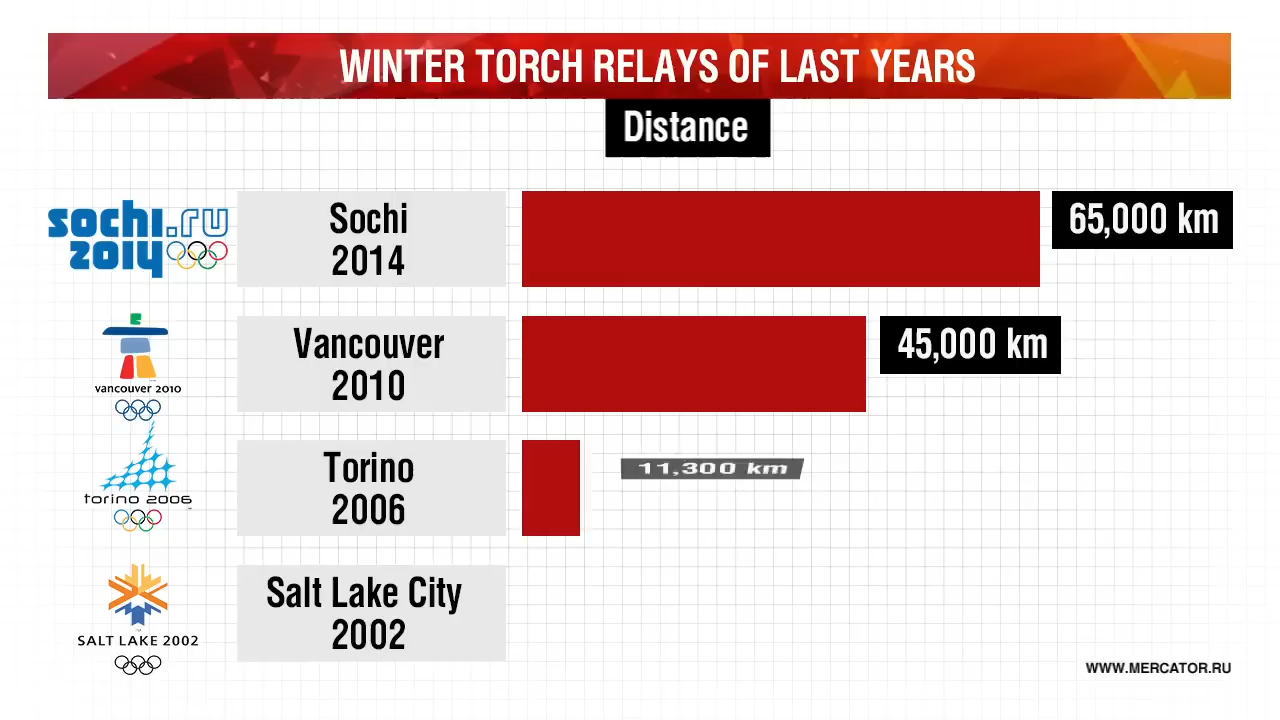 WINTER TORCH RELAYS OF LAST YEARS
Distance
sochi.ru
2014
Sochi
2014
65,000 km
vancouver 2010
Vancouver
2010
45,000 km
torino 2006
Torino
2006
11,300 km
SALT LAKE 2002
Salt Lake City
2002
WWW.MERCATOR.RU